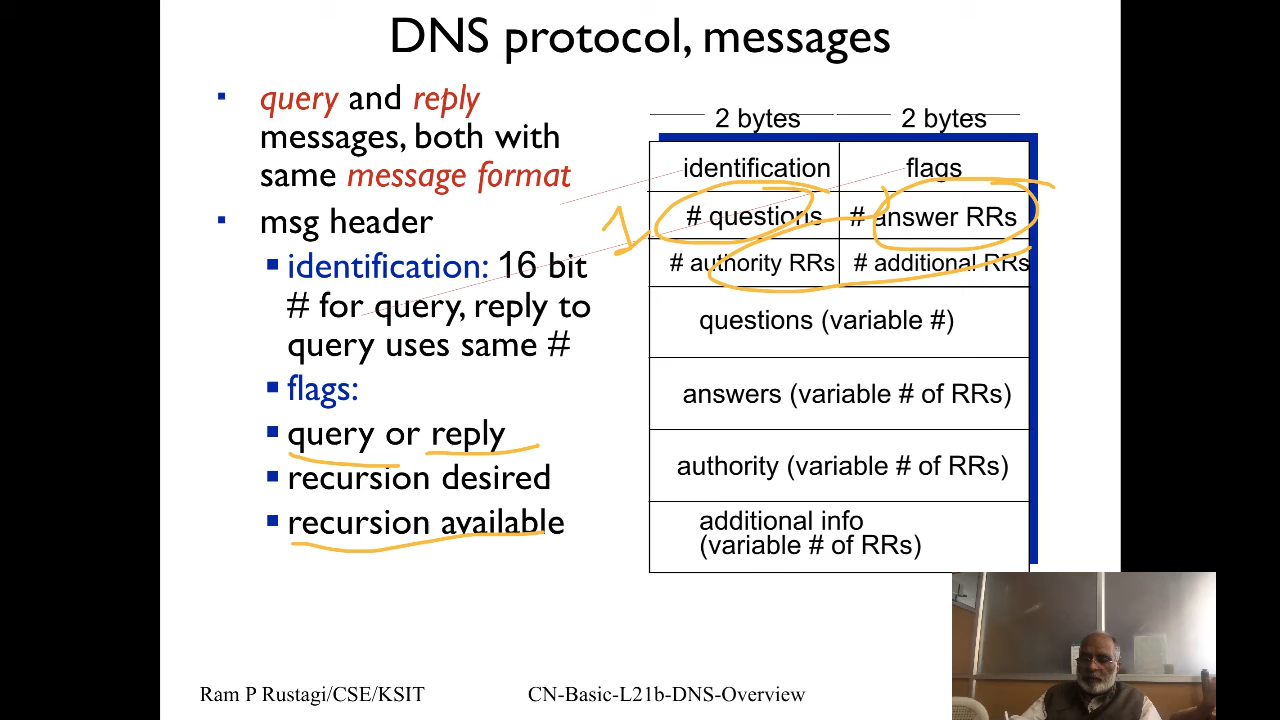 DNS protocol, messages
▪ query and reply
messages, both with
same message format
▪ msg header
▪ identification: 16 bit
# for query, reply to
query uses same #
▪ flags:
▪ query or reply
▪ recursion desired
▪ recursion available
2 bytes 2 bytes
identification flags
1 # questions # answer RRs
# authority RRs # additional RRs
questions (variable #)
answers (variable # of RRs)
authority (variable # of RRs)
additional info
(variable # of RRs)
Ram P Rustagi/CSE/KSIT CN-Basic-L21b-DNS-Overview